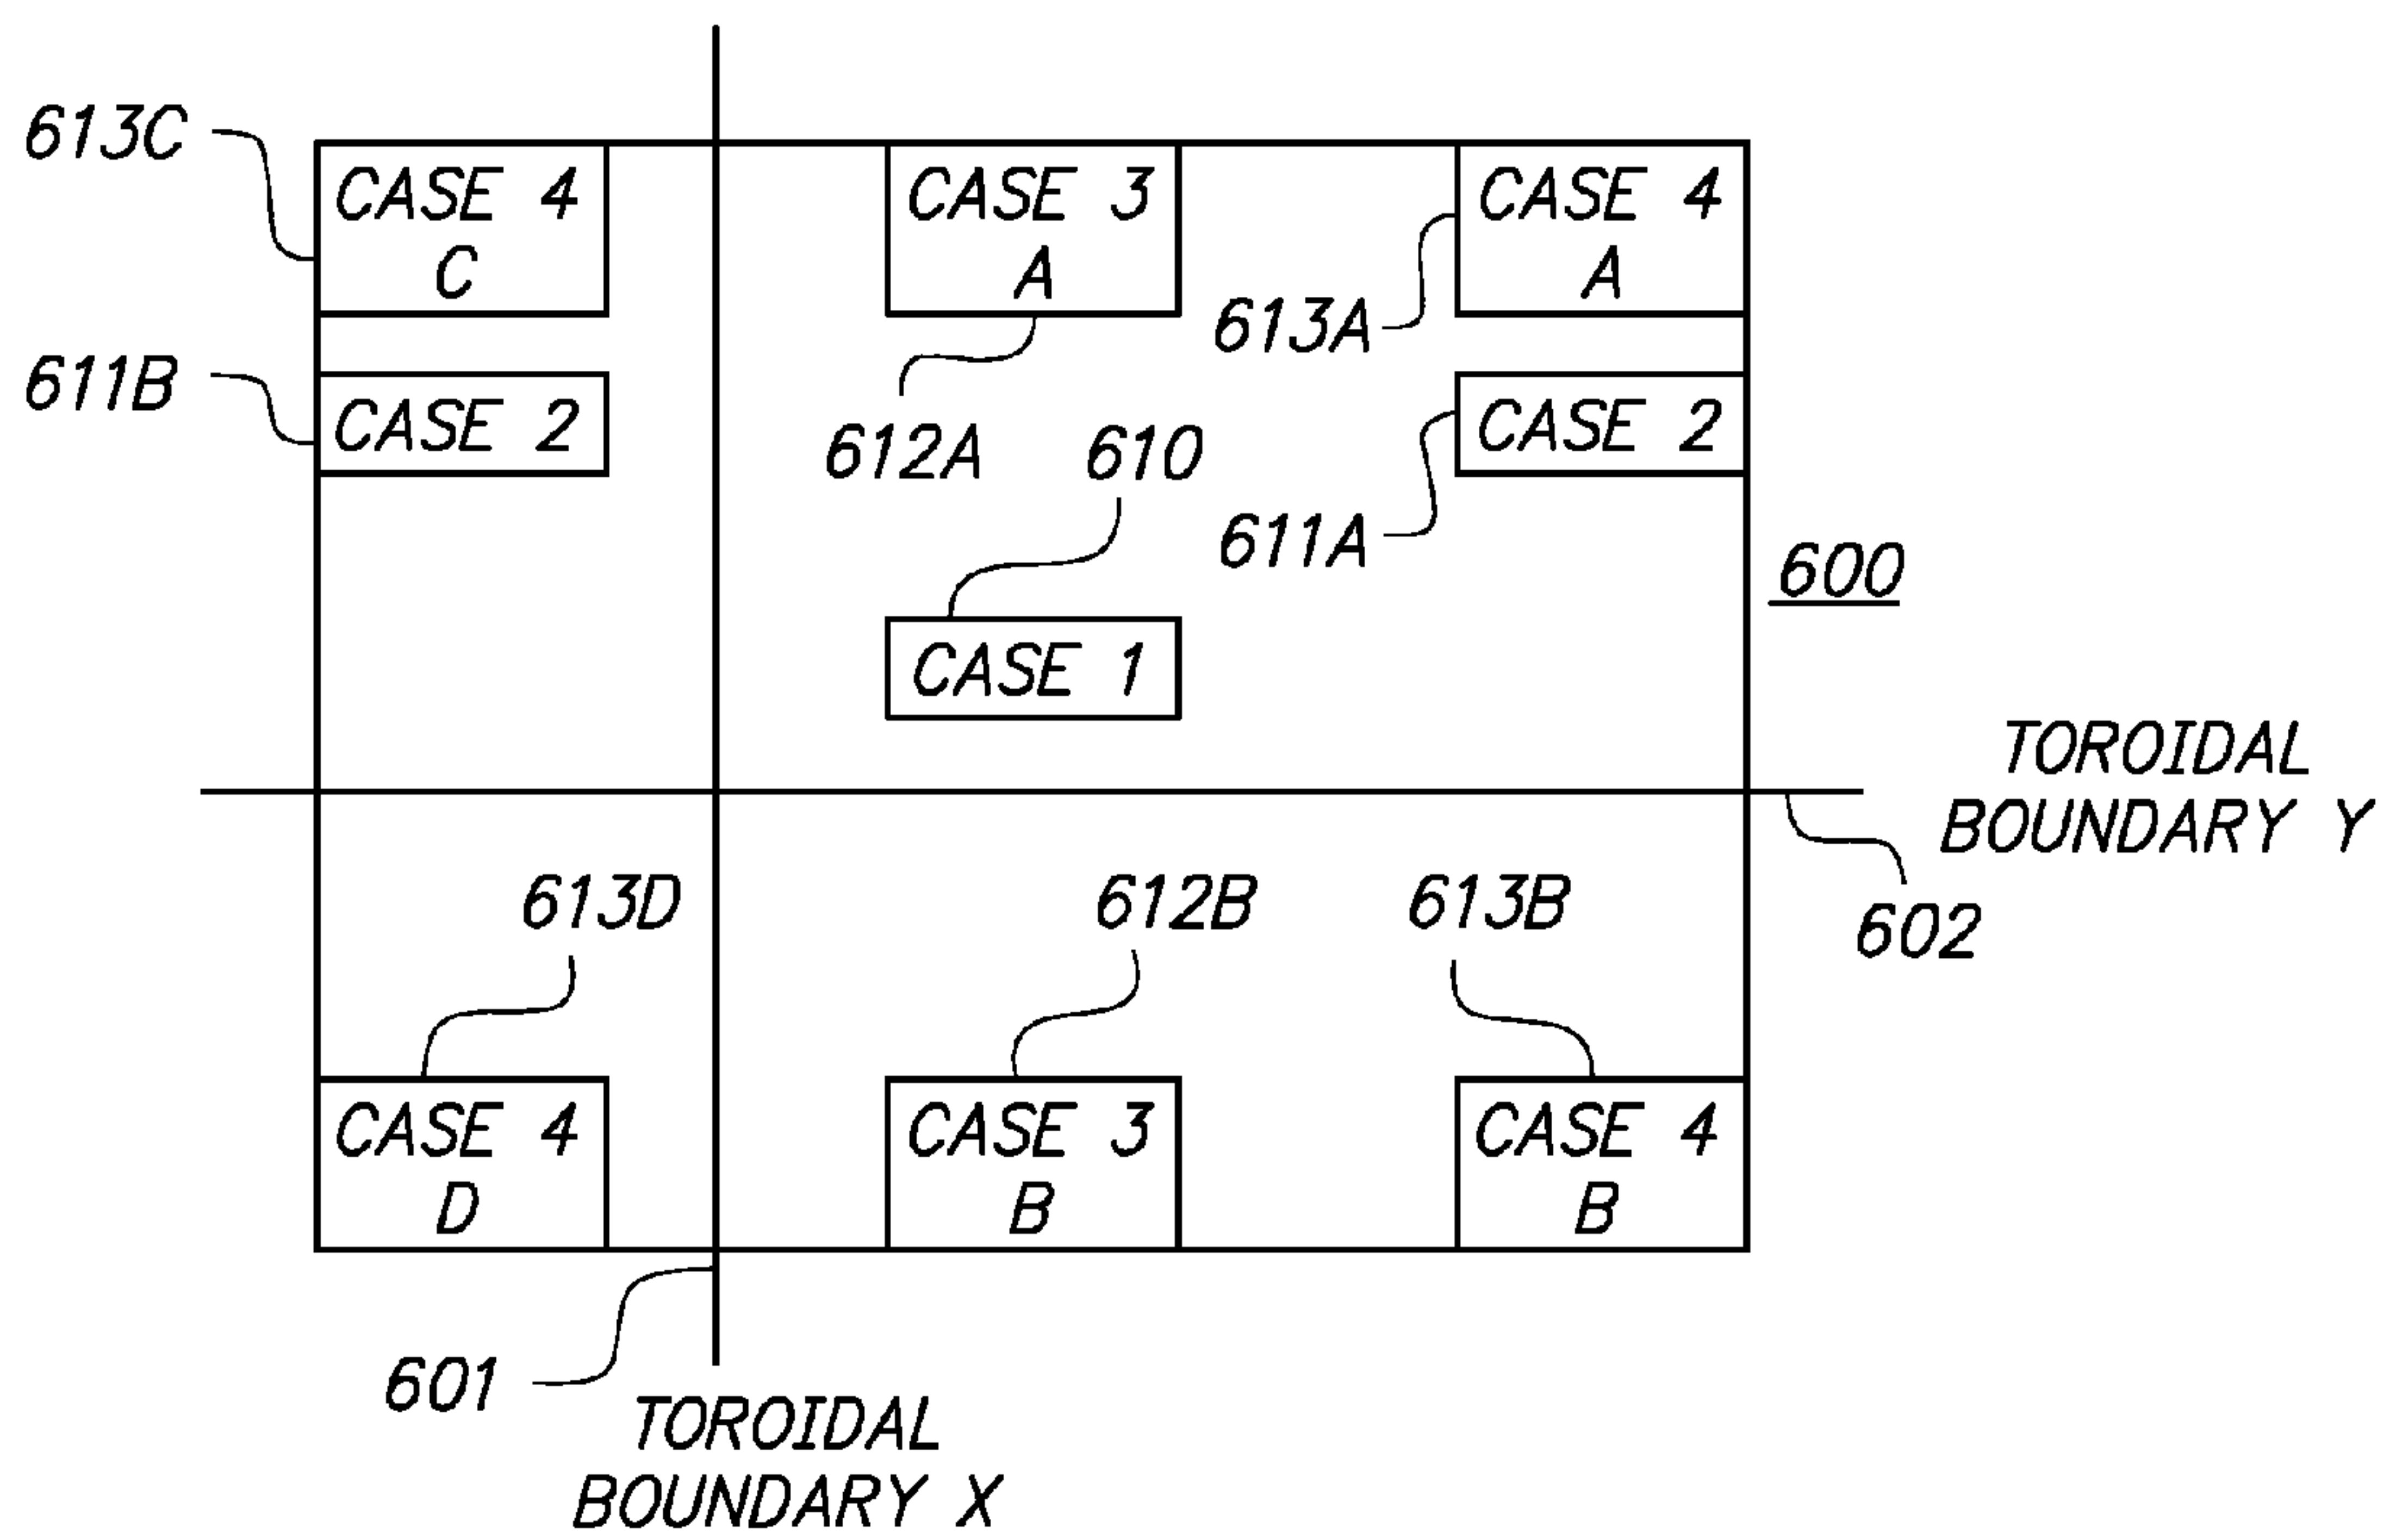 613C
CASE 4
C
CASE 3
A
CASE 4
A
613A
611B
CASE 2
612A
610
CASE 2
611A
600
CASE 1
TOROIDAL
BOUNDARY Y
602
613D
612B
613B
CASE 4
D
CASE 3
B
CASE 4
B
601
TOROIDAL
BOUNDARY X